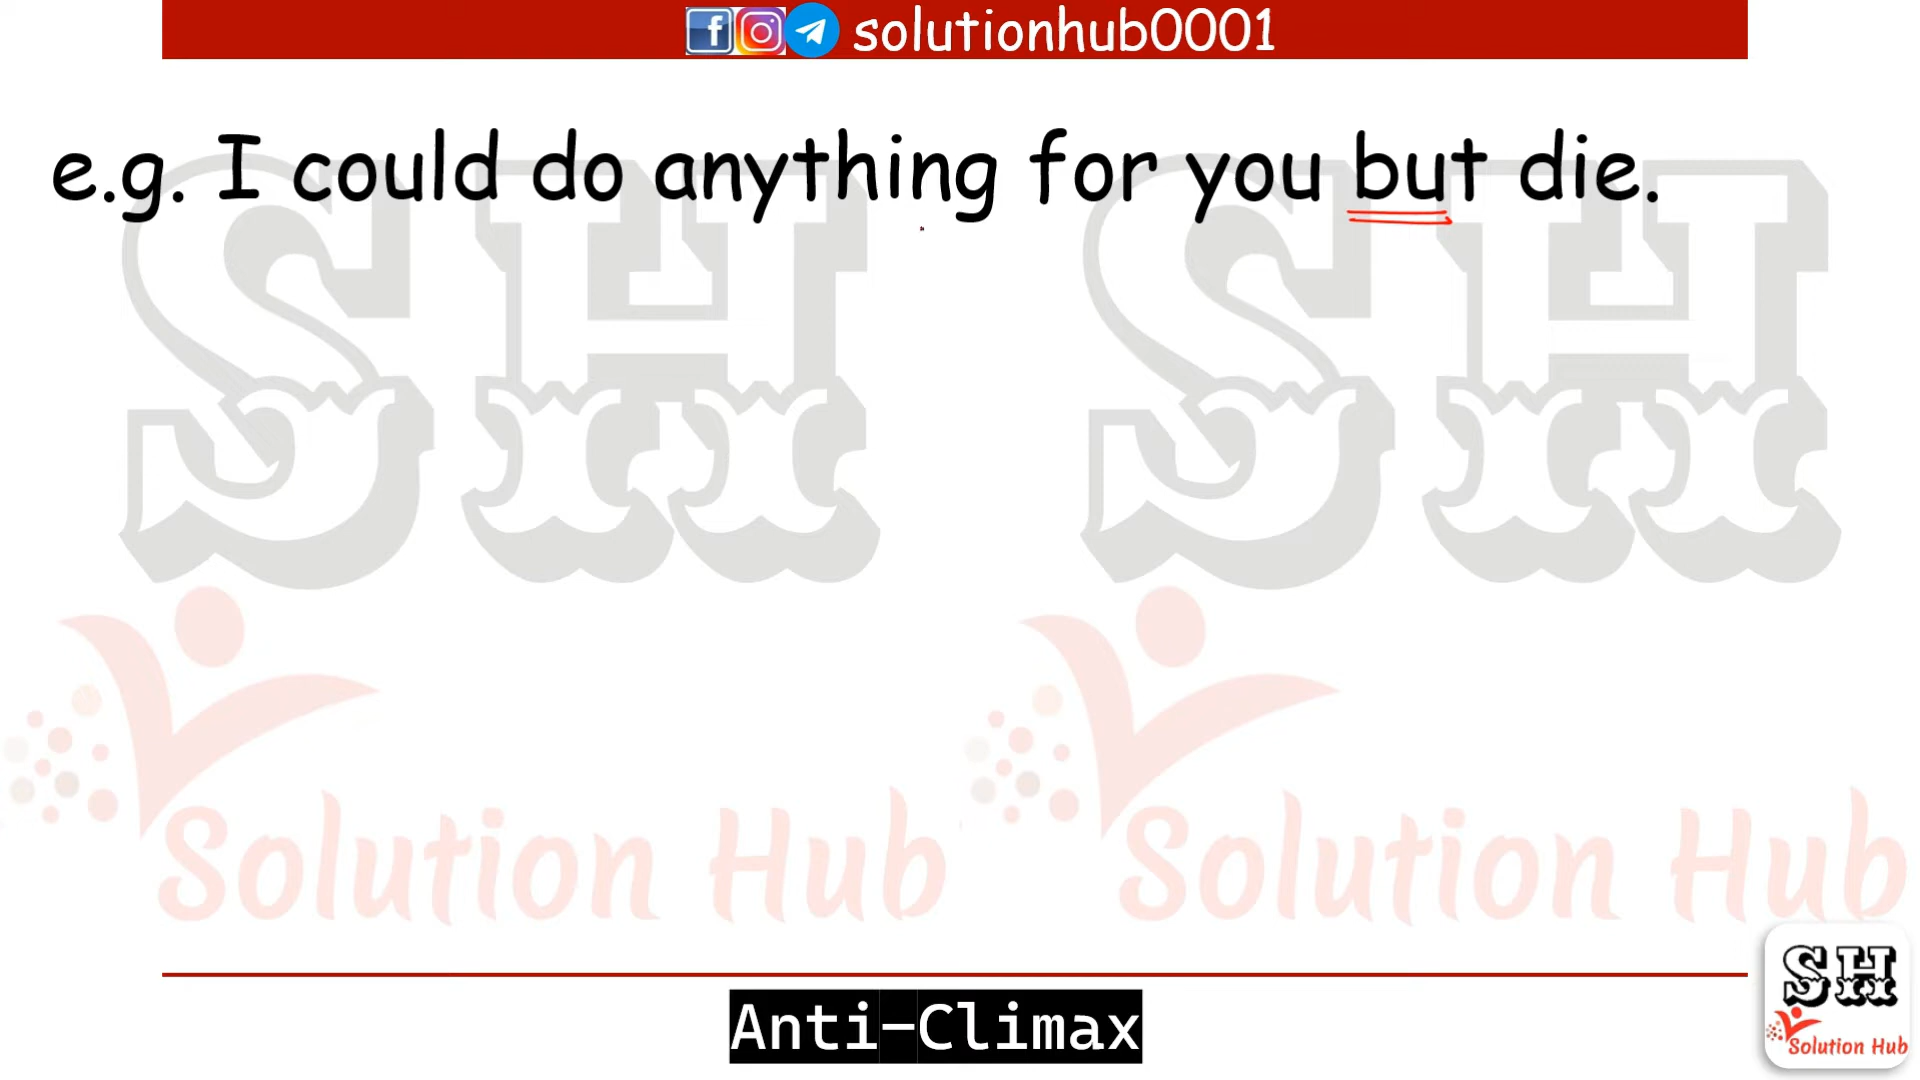 solutionhub0001
e.g. I could do anything for you but die.
SH SH
Solution Hub Solution Hub
Anti-Climax
SH
Solution Hub